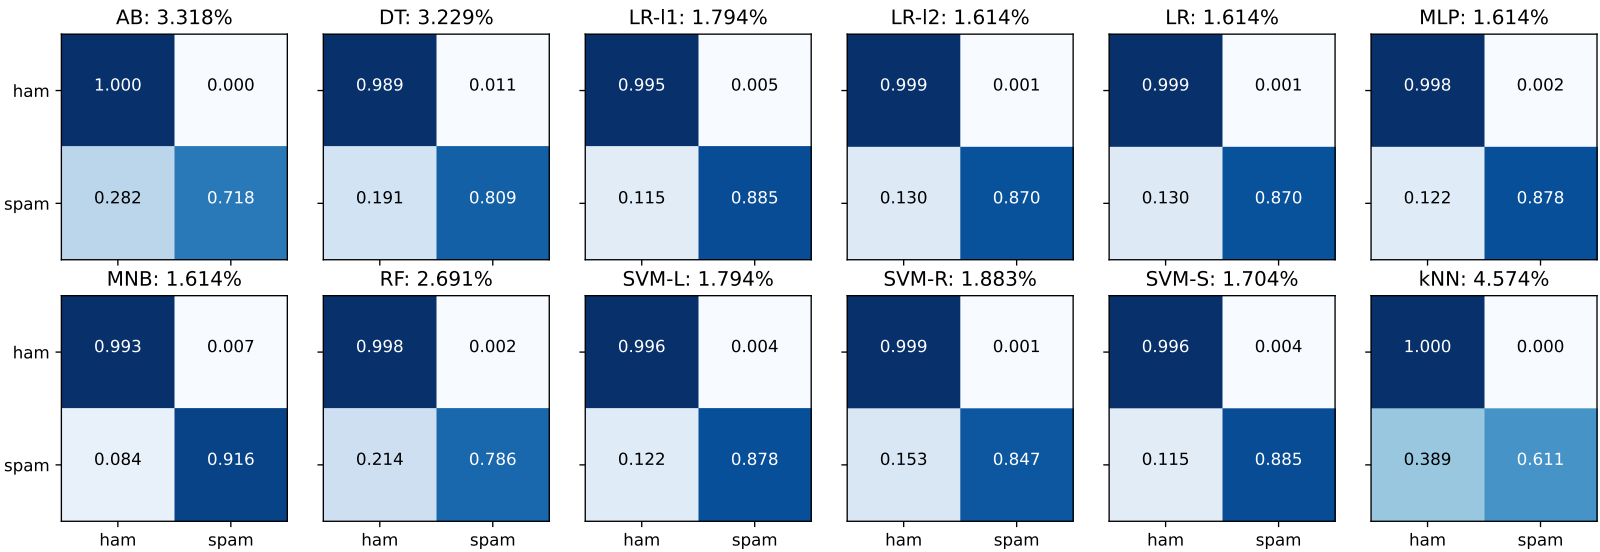 AB: 3.318% DT: 3.229% LR-l1: 1.794% LR-l2: 1.614% LR: 1.614% MLP: 1.614%
ham 1.000 0.000 0.989 0.011 0.995 0.005 0.999 0.001 0.999 0.001 0.998 0.002
spam 0.282 0.718 0.191 0.809 0.115 0.885 0.130 0.870 0.130 0.870 0.122 0.878
MNB: 1.614% RF: 2.691% SVM-L: 1.794% SVM-R: 1.883% SVM-S: 1.704% kNN: 4.574%
ham 0.993 0.007 0.998 0.002 0.996 0.004 0.999 0.001 0.996 0.004 1.000 0.000
spam 0.084 0.916 0.214 0.786 0.122 0.878 0.153 0.847 0.115 0.885 0.389 0.611
ham spam ham spam ham spam ham spam ham spam ham spam